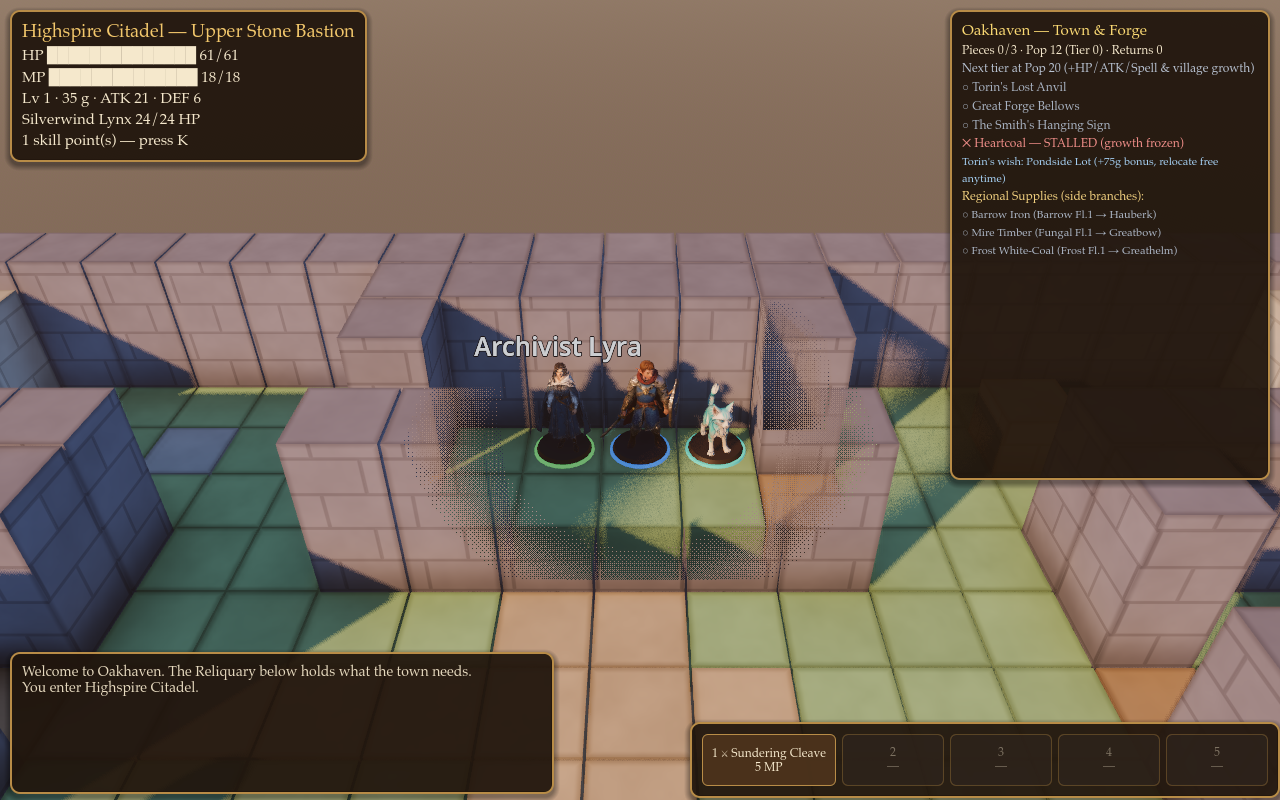 Highspire Citadel — Upper Stone Bastion
HP 61/61
MP 18/18
Lv 1 · 35 g · ATK 21 · DEF 6
Silverwind Lynx 24/24 HP
1 skill point(s) — press K
Oakhaven — Town & Forge
Pieces 0/3 · Pop 12 (Tier 0) · Returns 0
Next tier at Pop 20 (+HP/ATK/Spell & village growth)
○ Torin's Lost Anvil
○ Great Forge Bellows
○ The Smith's Hanging Sign
✕ Heartcoal — STALLED (growth frozen)
Torin's wish: Pondside Lot (+75g bonus, relocate free
anytime)
Regional Supplies (side branches):
○ Barrow Iron (Barrow Fl.1 → Hauberk)
○ Mire Timber (Fungal Fl.1 → Greatbow)
○ Frost White-Coal (Frost Fl.1 → Greathelm)
Archivist Lyra
Welcome to Oakhaven. The Reliquary below holds what the town needs.
You enter Highspire Citadel.
1 ⚔ Sundering Cleave
5 MP
2
—
3
—
4
—
5
—